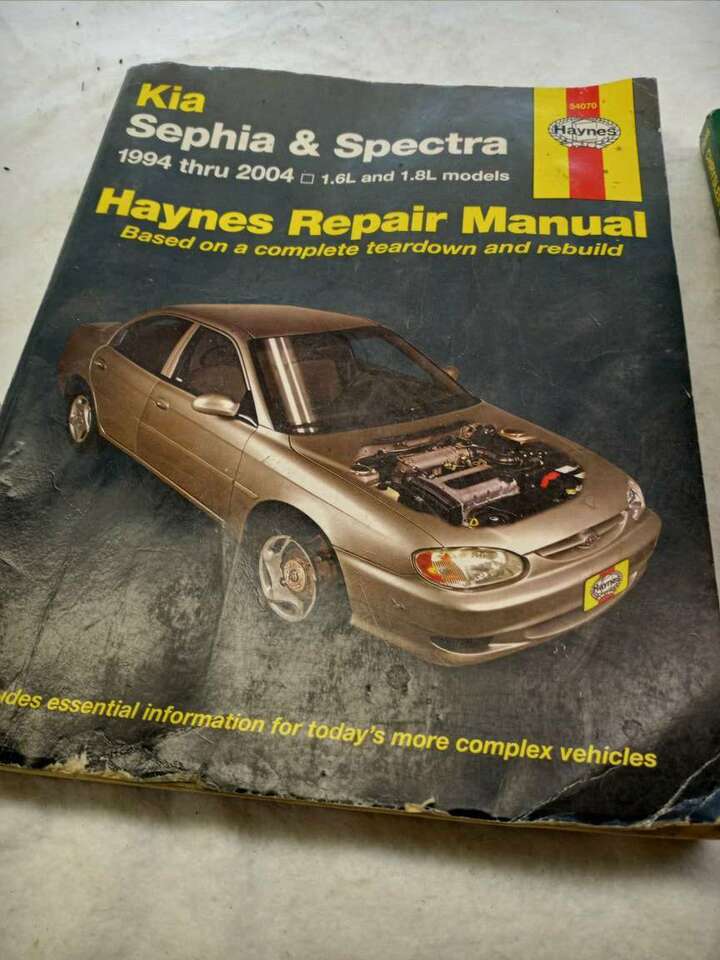 Kia
Sephia & Spectra
1994 thru 2004 □ 1.6L and 1.8L models
54070
Haynes
Haynes Repair Manual
Based on a complete teardown and rebuild
Haynes
udes essential information for today's more complex vehicles